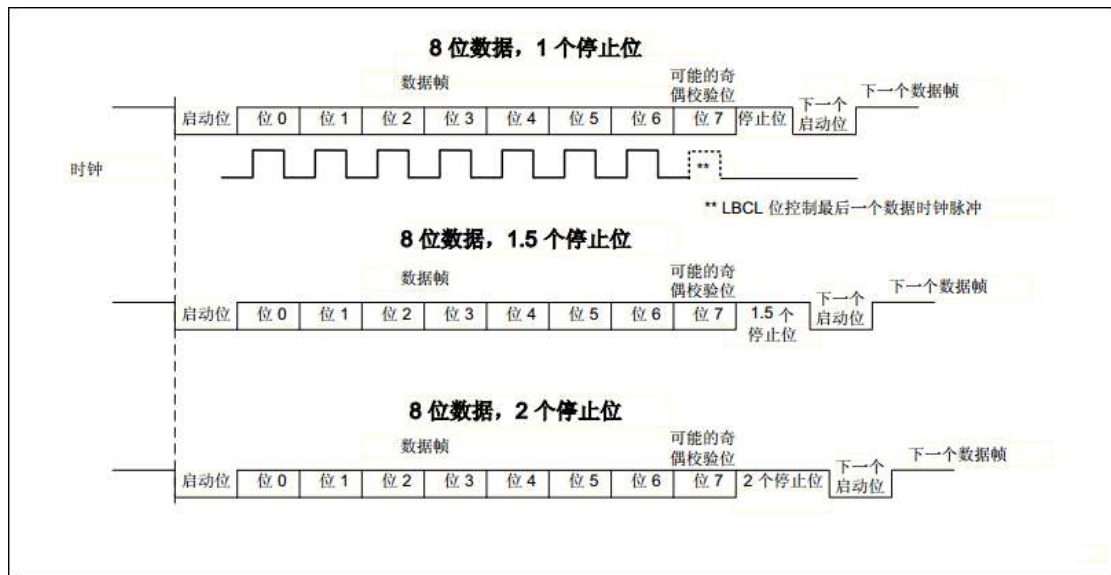 8 位数据，1 个停止位
数据帧
可能的奇
偶校验位
下一个数据帧
启动位 位 0 位 1 位 2 位 3 位 4 位 5 位 6 位 7 停止位
下一个
启动位
时钟
**
** LBCL 位控制最后一个数据时钟脉冲
8 位数据，1.5 个停止位
数据帧
可能的奇
偶校验位
下一个数据帧
启动位 位 0 位 1 位 2 位 3 位 4 位 5 位 6 位 7
1.5 个
停止位
下一个
启动位
8 位数据，2 个停止位
数据帧
可能的奇
偶校验位
下一个数据帧
启动位 位 0 位 1 位 2 位 3 位 4 位 5 位 6 位 7 2 个停止位
下一个
启动位